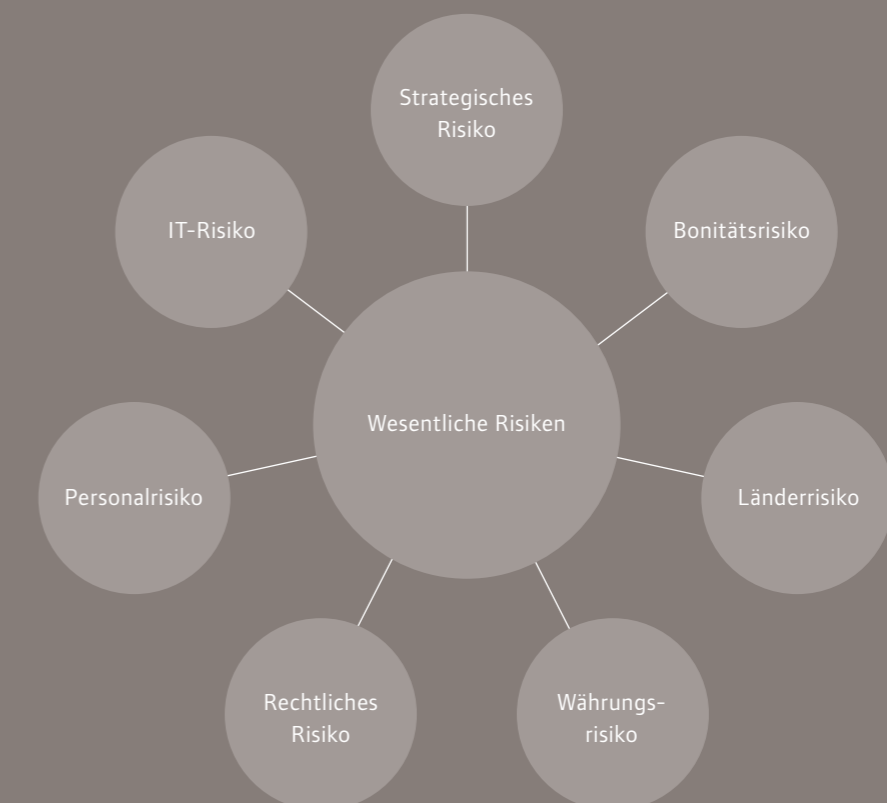 Strategisches
Risiko
IT-Risiko
Bonitätsrisiko
Wesentliche Risiken
Personalrisiko
Länderrisiko
Rechtliches
Risiko
Währungs-
risiko